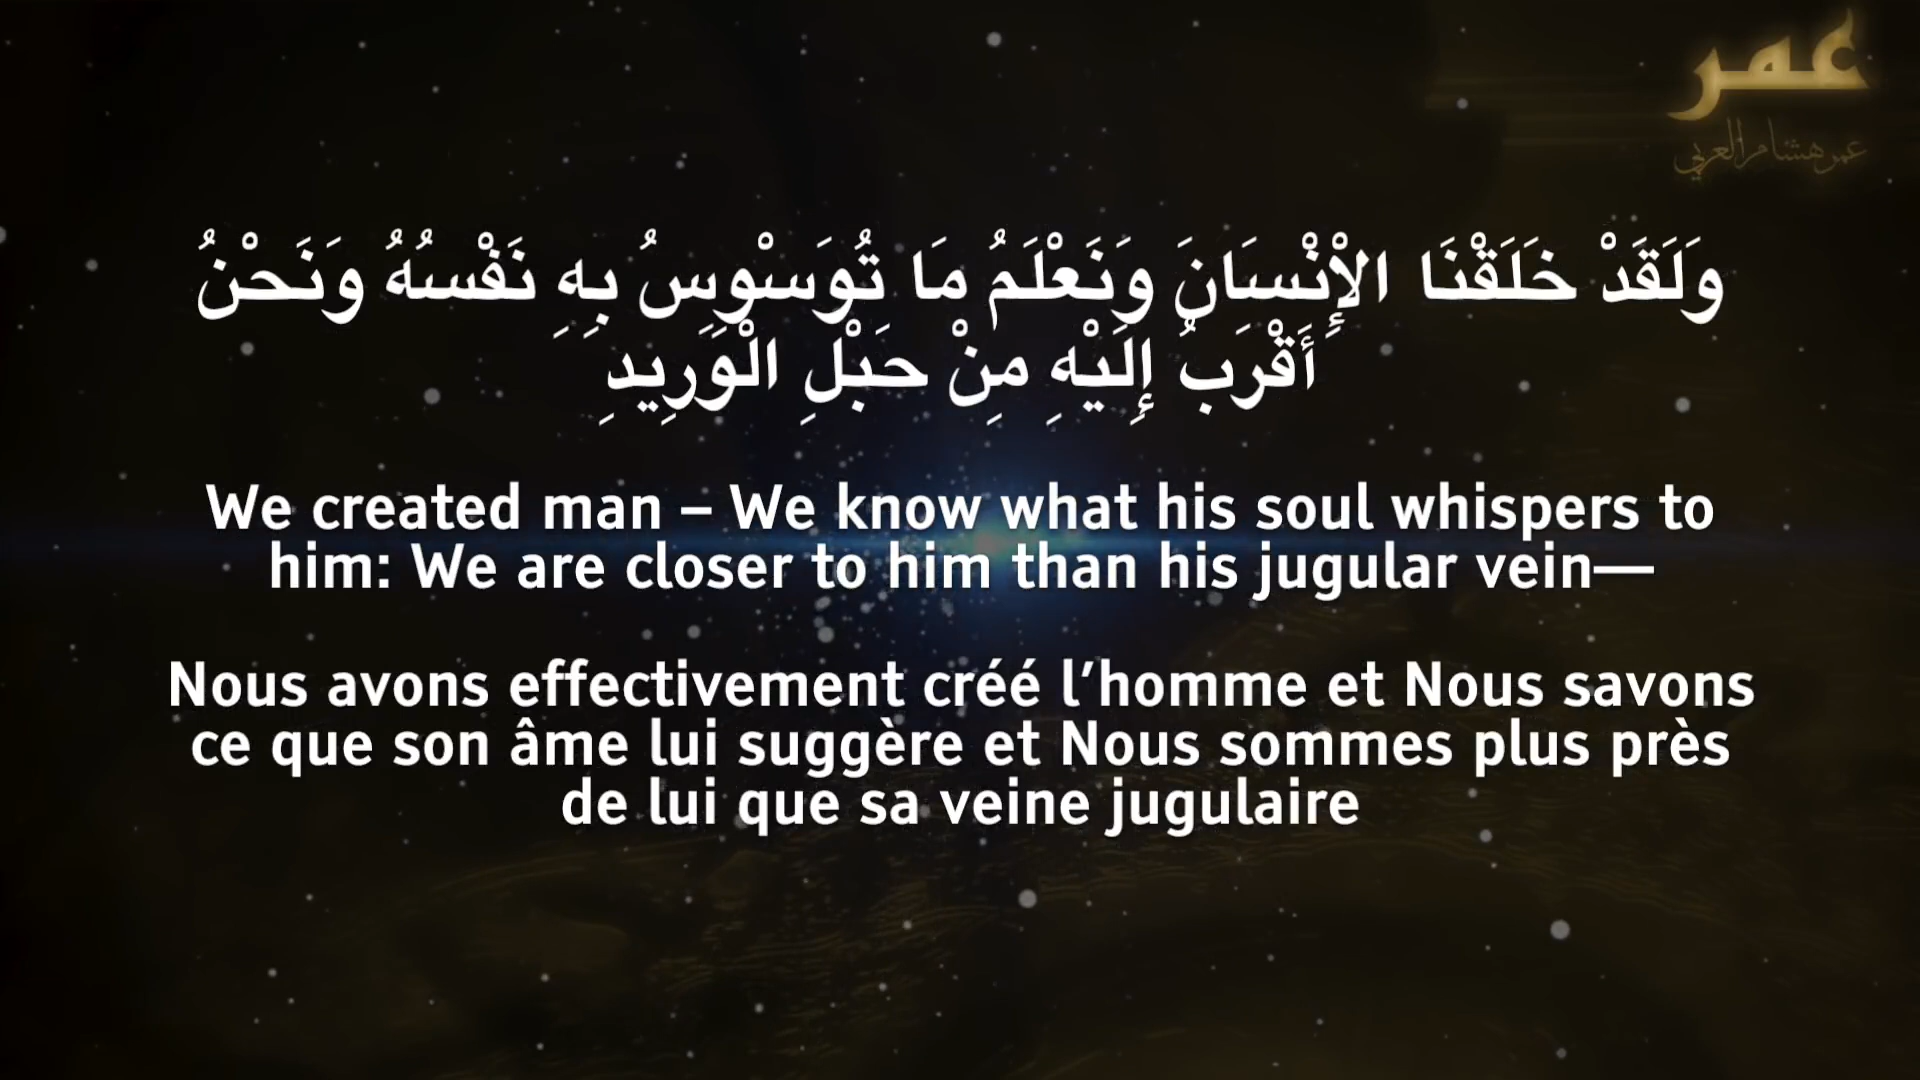 عمر
عمر هشام العربي
وَلَقَدْ خَلَقْنَا الْإِنْسَانَ وَنَعْلَمُ مَا تُوَسْوِسُ بِهِ نَفْسُهُ وَنَحْنُ
أَقْرَبُ إِلَيْهِ مِنْ حَبْلِ الْوَرِيدِ
We created man – We know what his soul whispers to
him: We are closer to him than his jugular vein—
Nous avons effectivement créé l’homme et Nous savons
ce que son âme lui suggère et Nous sommes plus près
de lui que sa veine jugulaire